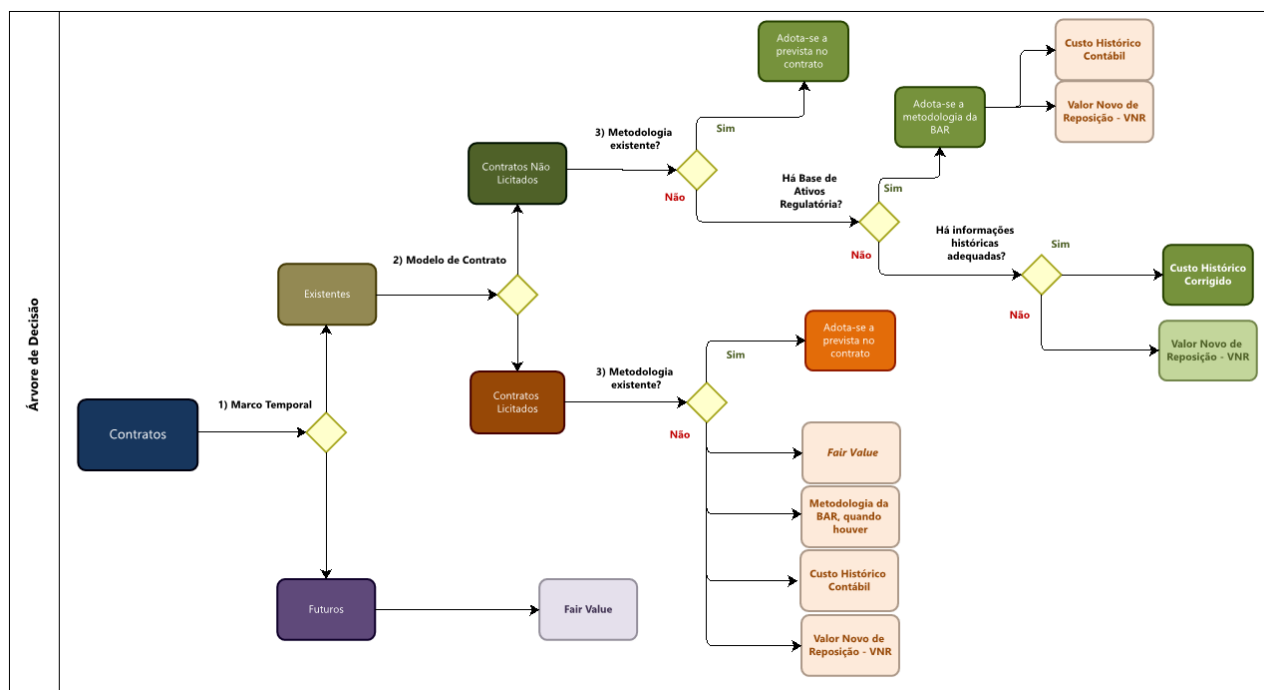 Árvore de Decisão
Contratos
1) Marco Temporal
Existentes
2) Modelo de Contrato
Contratos Não
Licitados
3) Metodologia
existente?
Sim
Adota-se a
prevista no
contrato
Não
Há Base de
Ativos
Regulatória?
Sim
Adota-se a
metodologia da
BAR
Custo Histórico
Contábil
Valor Novo de
Reposição - VNR
Não
Há informações
históricas
adequadas?
Sim
Custo Histórico
Corrigido
Não
Valor Novo de
Reposição - VNR
Contratos
Licitados
3) Metodologia
existente?
Sim
Adota-se a
prevista no
contrato
Não
Fair Value
Metodologia da
BAR, quando
houver
Custo Histórico
Contábil
Valor Novo de
Reposição - VNR
Futuros
Fair Value